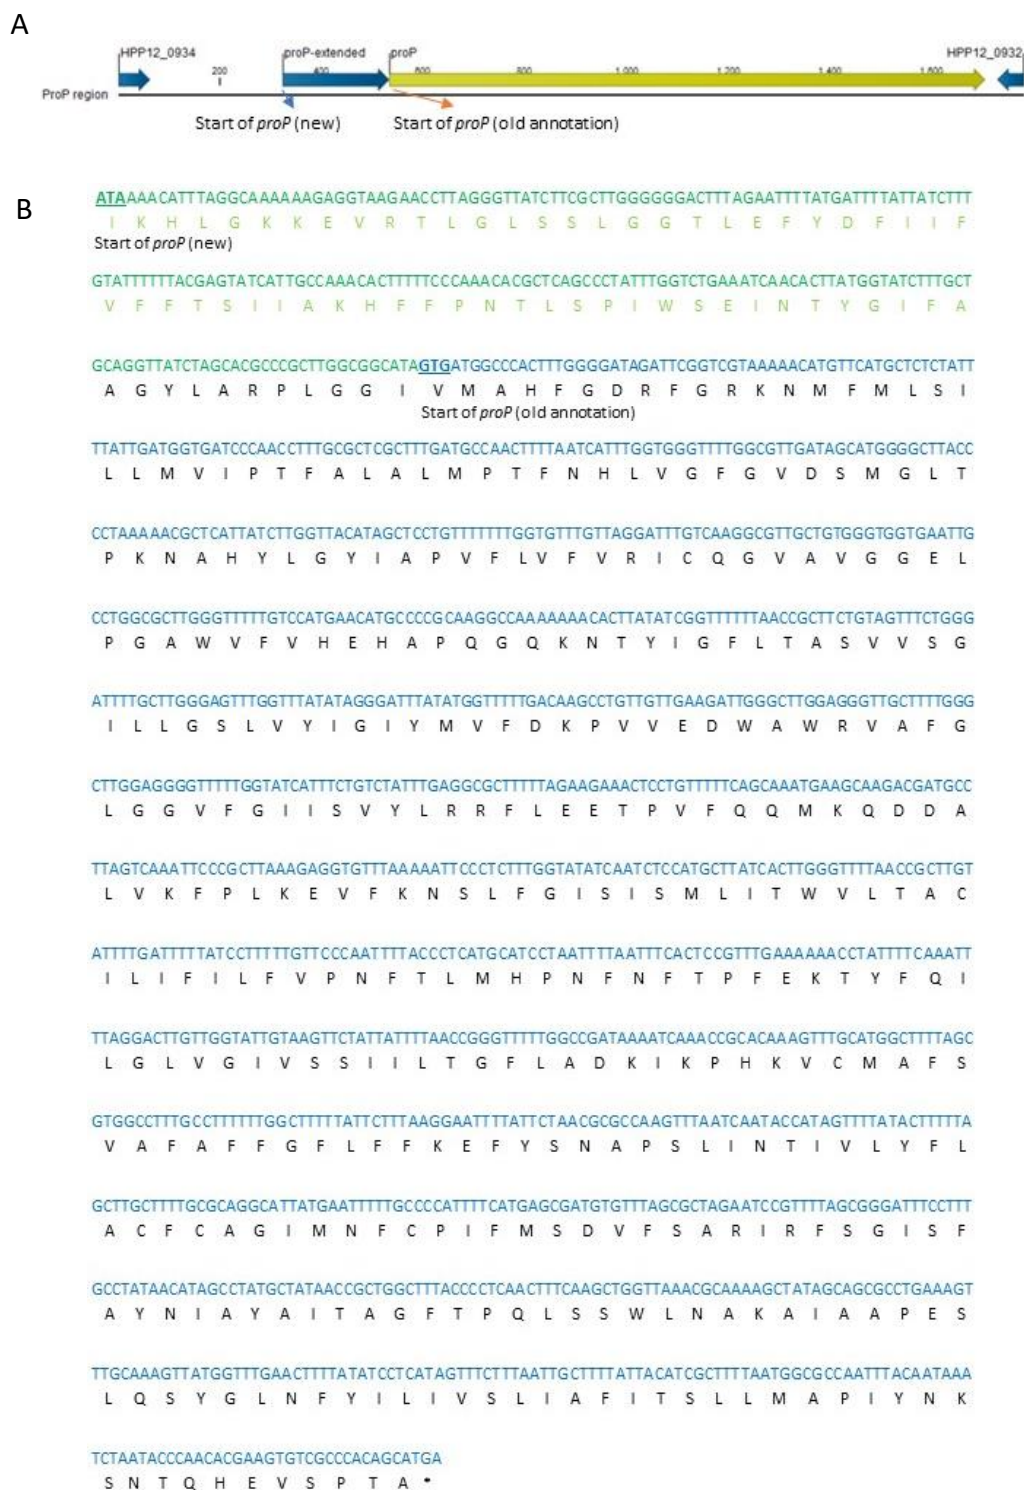 A
HPP12_0934 proP-extended proP HPP12_0932
200 400 600 800 1 000 1 200 1 400 1 600
ProP region
Start of proP (new) Start of proP (old annotation)
B
ATAAAACATTTAGGCAAAAAAGAGGTAAGAACCTTAGGGTTATCTTCGCTTGGGGGGACTTTAGAATTTTATGATTTTATTATCTTT
I K H L G K K E V R T L G L S S L G G T L E F Y D F I I F
Start of proP (new)
GTATTTTTTACGAGTATCATTGCCAAACACTTTTTCCCAAACACGCTCAGCCCTATTTGGTCTGAAATCAACACTTATGGTATCTTTGCT
V F F T S I I A K H F F P N T L S P I W S E I N T Y G I F A
GCAGGTTATCTAGCACGCCCGCTTGGCGGCATAGTGATGGCCCACTTTGGGGATAGATTCGGTCGTAAAAACATGTTCATGCTCTCTATT
A G Y L A R P L G G I V M A H F G D R F G R K N M F M L S I
Start of proP (old annotation)
TTATTGATGGTGATCCCAACCTTTGCGCTCGCTTTGATGCCAACTTTTAATCATTTGGTGGGTTTTGGCGTTGATAGCATGGGGCTTACC
L L M V I P T F A L A L M P T F N H L V G F G V D S M G L T
CCTAAAAACGCTCATTATCTTGGTTACATAGCTCCTGTTTTTTTGGTGTTTGTTAGGATTTGTCAAGGCGTTGCTGTGGGTGGTGAATTG
P K N A H Y L G Y I A P V F L V F V R I C Q G V A V G G E L
CCTGGCGCTTGGGTTTTTGTCCATGAACATGCCCCGCAAGGCCAAAAAAACACTTATATCGGTTTTTTAACCGCTTCTGTAGTTTCTGGG
P G A W V F V H E H A P Q G Q K N T Y I G F L T A S V V S G
ATTTTGCTTGGGAGTTTGGTTTATATAGGGATTTATATGGTTTTTGACAAGCCTGTTGTTGAAGATTGGGCTTGGAGGGTTGCTTTTGGG
I L L G S L V Y I G I Y M V F D K P V V E D W A W R V A F G
CTTGGAGGGGTTTTTGGTATCATTTCTGTCTATTTGAGGCGCTTTTTAGAAGAAACTCCTGTTTTTCAGCAAATGAAGCAAGACGATGCC
L G G V F G I I S V Y L R R F L E E T P V F Q Q M K Q D D A
TTAGTCAAATTCCCGCTTAAAGAGGTGTTTAAAAATTCCCTCTTTGGTATATCAATCTCCATGCTTATCACTTGGGTTTTAACCGCTTGT
L V K F P L K E V F K N S L F G I S I S M L I T W V L T A C
ATTTTGATTTTTATCCTTTTTGTTCCCAATTTTACCCTCATGCATCCTAATTTTAATTTCACTCCGTTTGAAAAAACCTATTTTCAAATT
I L I F I L F V P N F T L M H P N F N F T P F E K T Y F Q I
TTAGGACTTGTTGGTATTGTAAGTTCTATTATTTTAACCGGGTTTTTGGCCGATAAAATCAAACCGCACAAAGTTTGCATGGCTTTTAGC
L G L V G I V S S I I L T G F L A D K I K P H K V C M A F S
GTGGCCTTTGCCTTTTTTGGCTTTTTATTCTTTAAGGAATTTTATTCTAACGCGCCAAGTTTAATCAATACCATAGTTTTATACTTTTTA
V A F A F F G F L F F K E F Y S N A P S L I N T I V L Y F L
GCTTGCTTTTGCGCAGGCATTATGAATTTTTGCCCCATTTTCATGAGCGATGTGTTTAGCGCTAGAATCCGTTTTAGCGGGATTTCCTTT
A C F C A G I M N F C P I F M S D V F S A R I R F S G I S F
GCCTATAACATAGCCTATGCTATAACCGCTGGCTTTACCCCTCAACTTTCAAGCTGGTTAAACGCAAAAGCTATAGCAGCGCCTGAAAGT
A Y N I A Y A I T A G F T P Q L S S W L N A K A I A A P E S
TTGCAAAGTTATGGTTTGAACTTTTATATCCTCATAGTTTCTTTAATTGCTTTTATTACATCGCTTTTAATGGCGCCAATTTACAATAAA
L Q S Y G L N F Y I L I V S L I A F I T S L L M A P I Y N K
TCTAATACCCAACACGAAGTGTCGCCCACAGCATGA
S N T Q H E V S P T A *